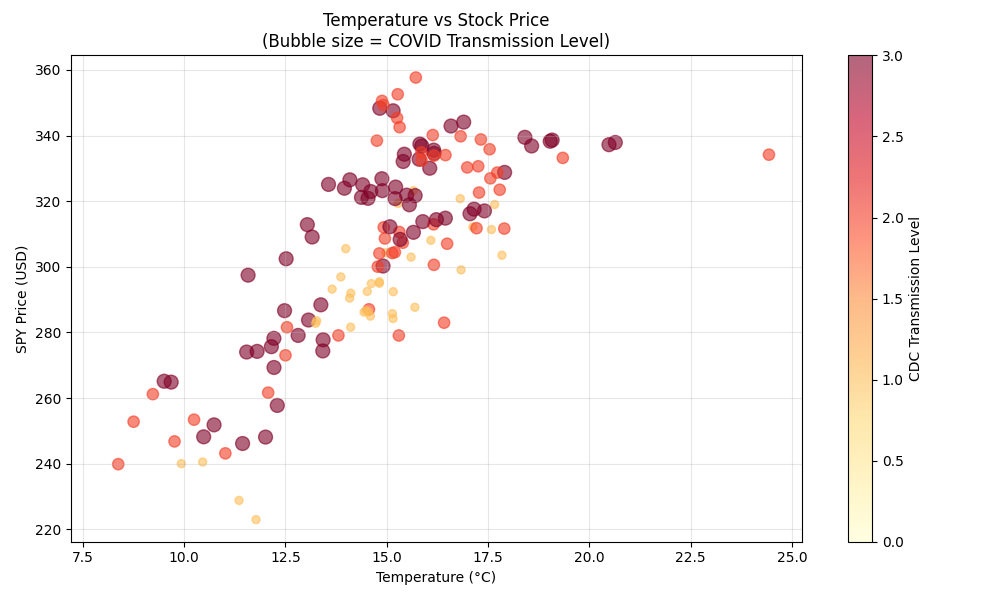 Temperature vs Stock Price
(Bubble size = COVID Transmission Level)
SPY Price (USD)
360
340
320
300
280
260
240
220
7.5 10.0 12.5 15.0 17.5 20.0 22.5 25.0
Temperature (°C)
3.0
2.5
2.0
1.5
1.0
0.5
0.0
CDC Transmission Level